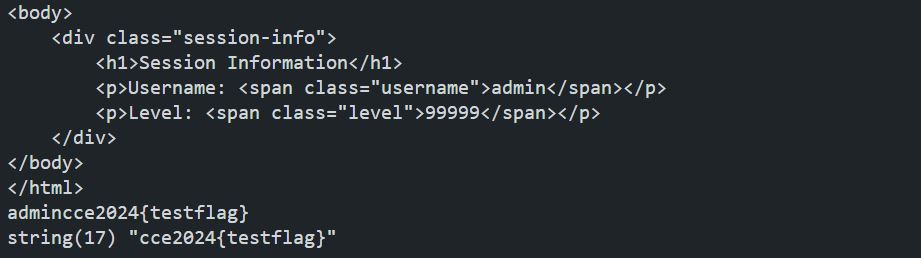 <body>
    <div class="session-info">
        <h1>Session Information</h1>
        <p>Username: <span class="username">admin</span></p>
        <p>Level: <span class="level">99999</span></p>
    </div>
</body>
</html>
admincce2024{testflag}
string(17) "cce2024{testflag}"